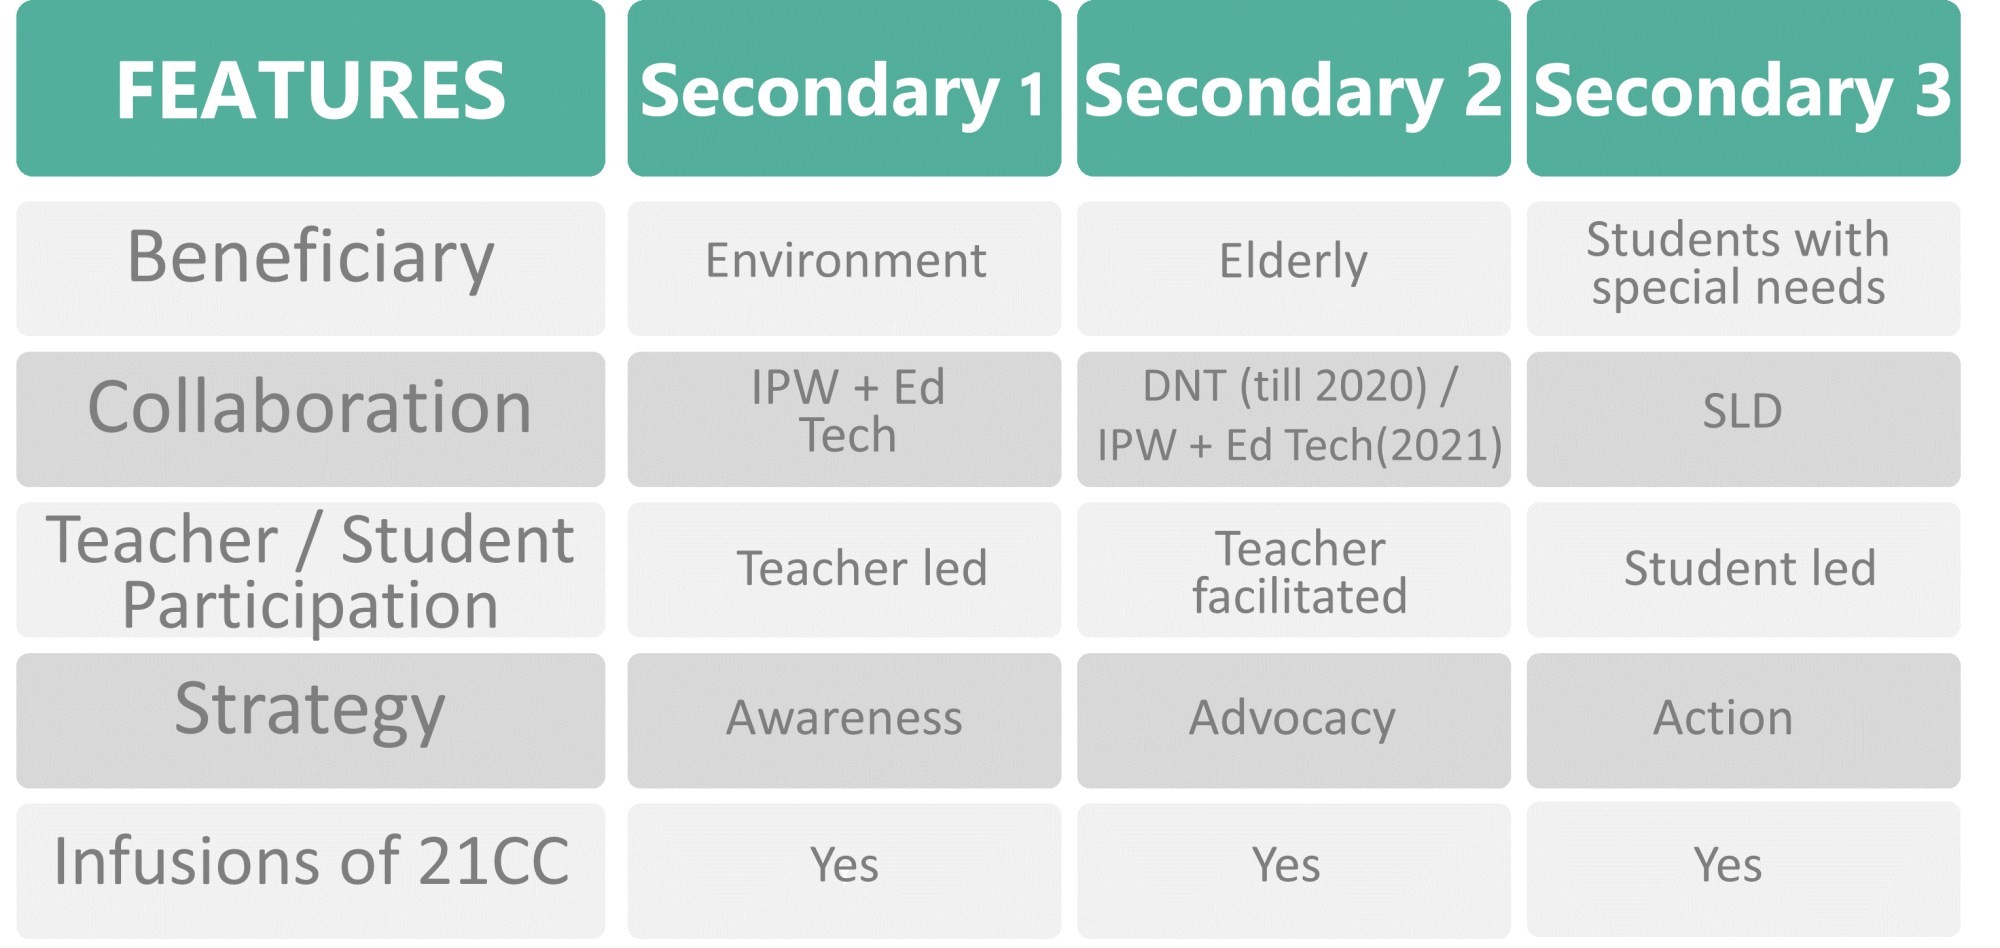 FEATURES Secondary 1 Secondary 2 Secondary 3
Beneficiary Environment Elderly Students with
special needs
Collaboration IPW + Ed
Tech DNT (till 2020) /
IPW + Ed Tech(2021) SLD
Teacher / Student
Participation Teacher led Teacher
facilitated Student led
Strategy Awareness Advocacy Action
Infusions of 21CC Yes Yes Yes